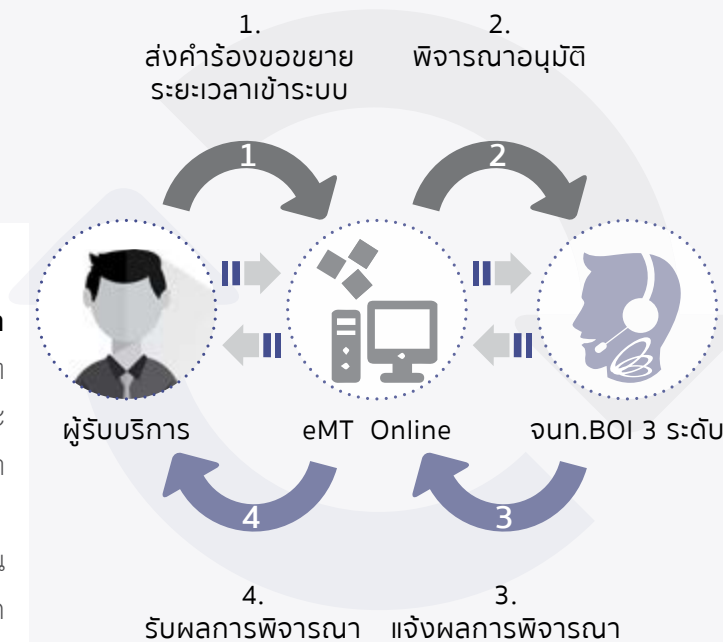 1.
ส่งคำร้องขอขยาย
ระยะเวลาเข้าระบบ
2.
พิจารณาอนุมัติ
1
2
ผู้รับบริการ
eMT Online
จนท.BOI 3 ระดับ
4
3
4.
รับผลการพิจารณา
3.
แจ้งผลการพิจารณา